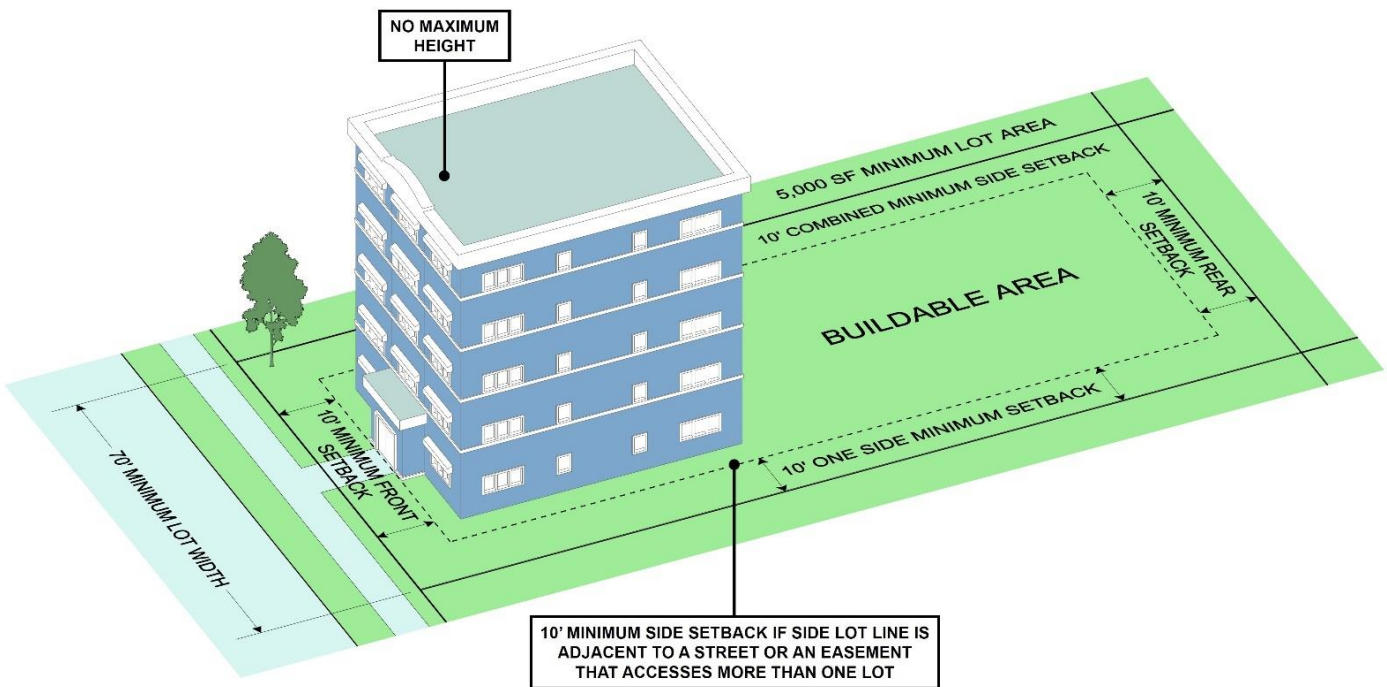 NO MAXIMUM
HEIGHT
5,000 SF MINIMUM LOT AREA
10' COMBINED MINIMUM SIDE SETBACK
10' MINIMUM REAR
SETBACK
BUILDABLE AREA
10' ONE SIDE MINIMUM SETBACK
10' MINIMUM FRONT
SETBACK
70' MINIMUM LOT WIDTH
10’ MINIMUM SIDE SETBACK IF SIDE LOT LINE IS
ADJACENT TO A STREET OR AN EASEMENT
THAT ACCESSES MORE THAN ONE LOT